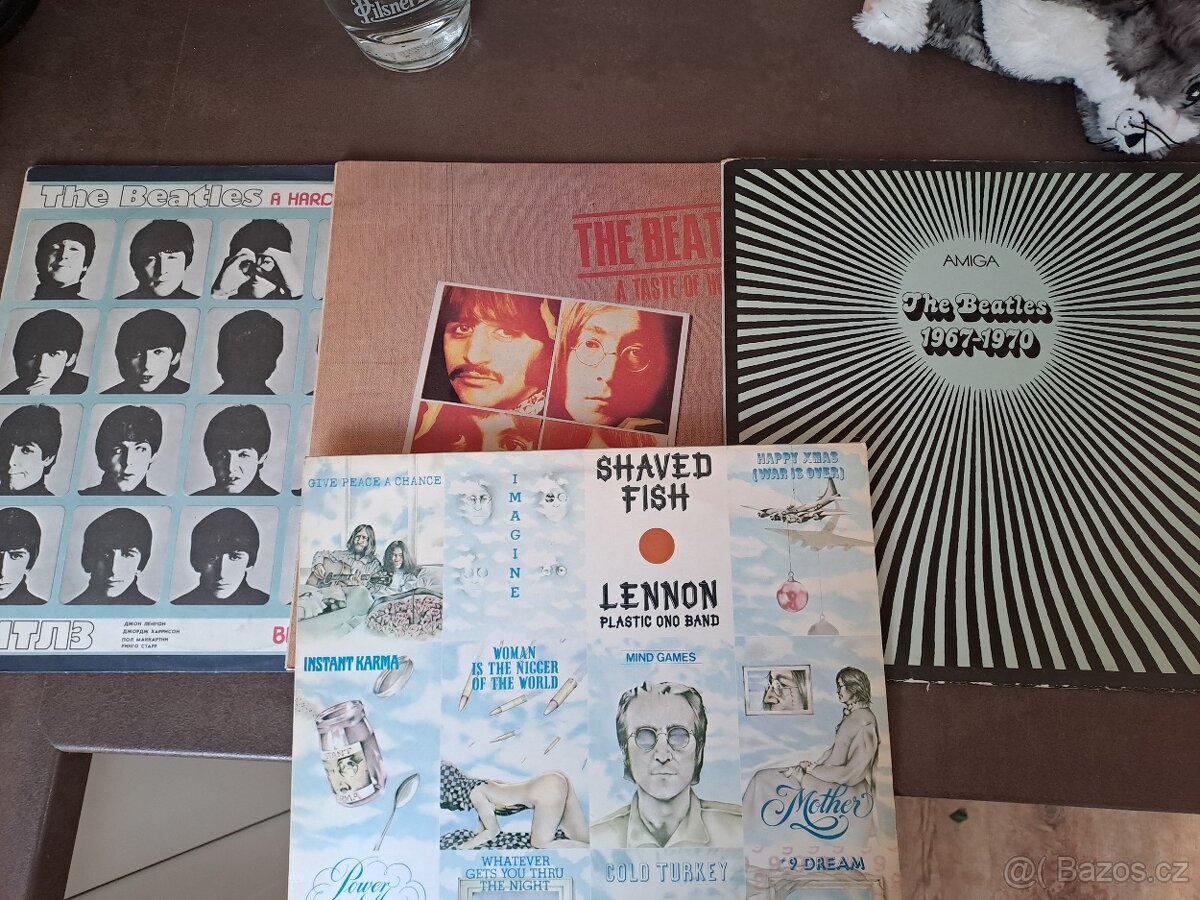 Pilsner
The Beatles A HARD
THE BEAT
A TASTE OF H
AMIGA
The Beatles
1967-1970
ДЖОН ЛЕННОН
ДЖОРДЖ ХАРРИСОН
ПОЛ МАККАРТНИ
РИНГО СТАРР
ИТЛЗ
В
GIVE PEACE A CHANCE
IMAGINE
SHAVED
FISH
LENNON
PLASTIC ONO BAND
HAPPY XMAS
(WAR IS OVER)
INSTANT KARMA
WOMAN
IS THE NIGGER
OF THE WORLD
MIND GAMES
Mother
Power
WHATEVER
GETS YOU THRU
THE NIGHT
COLD TURKEY
#9 DREAM
@( Bazos.cz